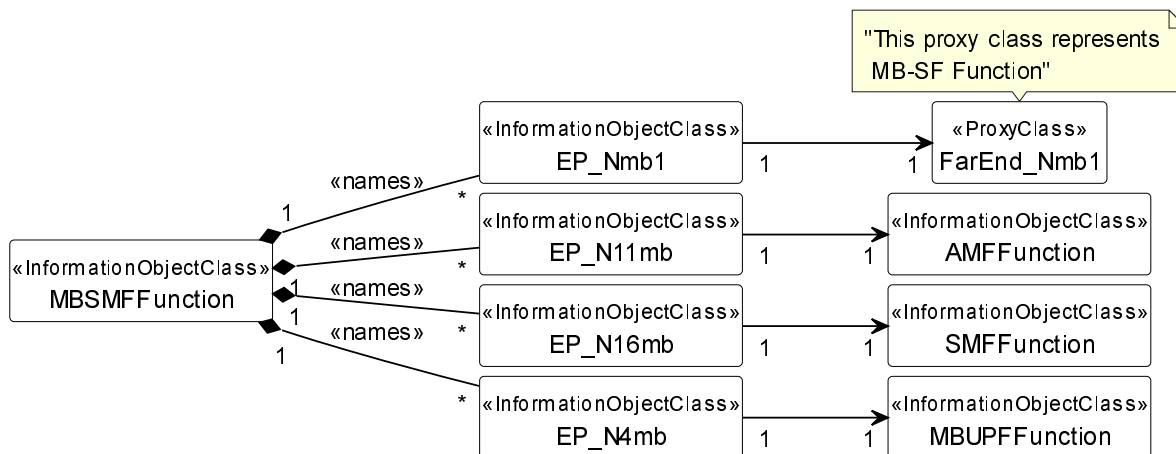 "This proxy class represents
MB-SF Function"
«InformationObjectClass»
EP_Nmb1
«ProxyClass»
FarEnd_Nmb1
1
1
«names»
1
*
«InformationObjectClass»
EP_N11mb
«InformationObjectClass»
AMFFunction
1
1
«names»
1
*
«InformationObjectClass»
MBSMFFunction
«InformationObjectClass»
EP_N16mb
«InformationObjectClass»
SMFFunction
1
1
«names»
1
*
«names»
1
*
«InformationObjectClass»
EP_N4mb
«InformationObjectClass»
MBUPFFunction
1
1